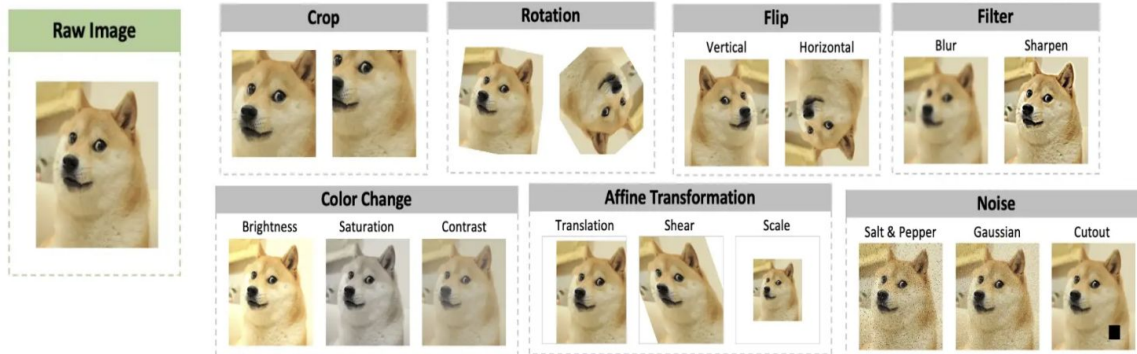 Raw Image
Crop
Rotation
Flip
Vertical
Horizontal
Filter
Blur
Sharpen
Color Change
Brightness
Saturation
Contrast
Affine Transformation
Translation
Shear
Scale
Noise
Salt & Pepper
Gaussian
Cutout